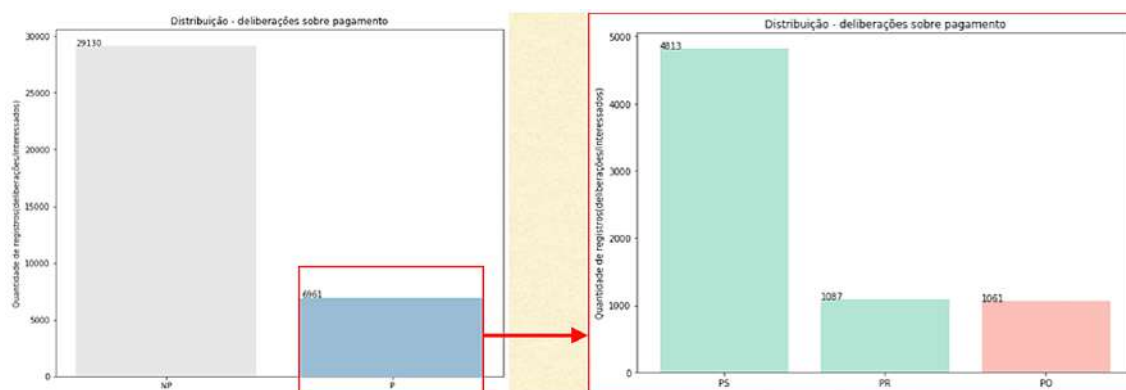 Distribuição - deliberações sobre pagamento
Quantidade de registros(deliberações/interessados)
30000
25000
20000
15000
10000
5000
0
29130
6961
NP
P
Distribuição - deliberações sobre pagamento
Quantidade de registros(deliberações/interessados)
5000
4000
3000
2000
1000
0
4813
1087
1061
PS
PR
PO